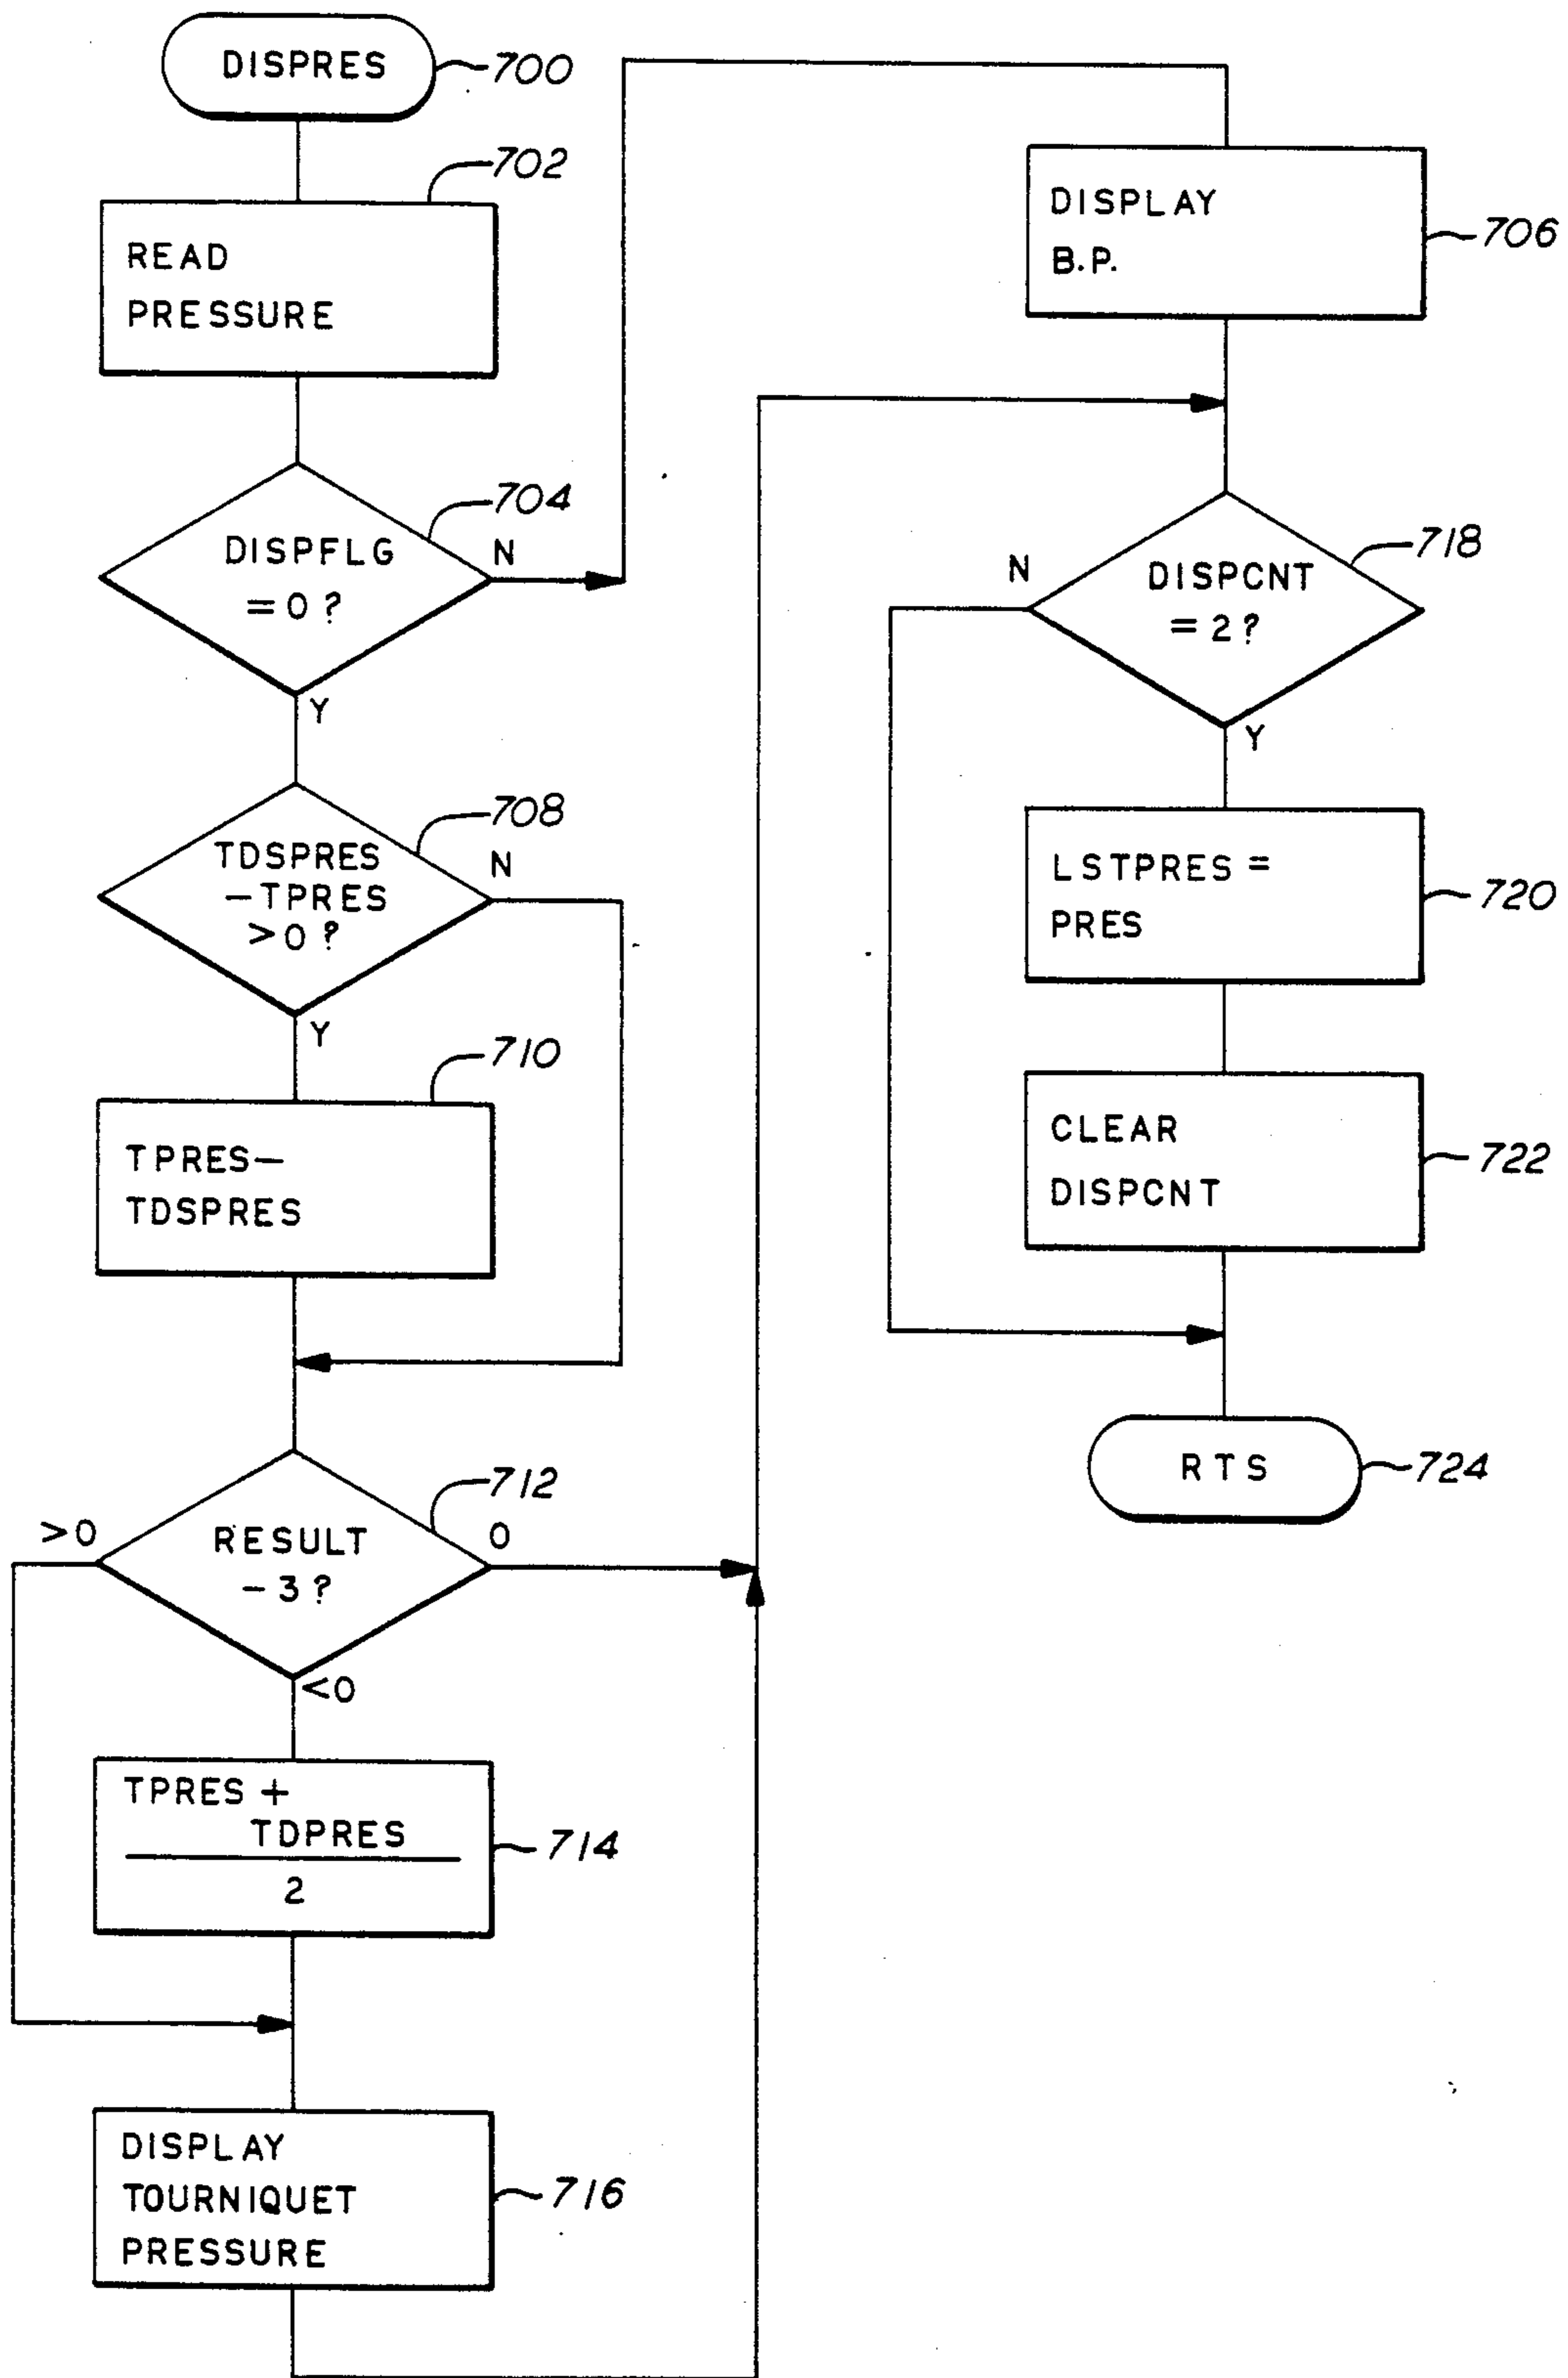 DISPRES
700
702
READ
PRESSURE
704
DISPFLG
= 0 ?
N
Y
708
TDSPRES
– TPRES
> 0 ?
N
Y
710
TPRES –
TDSPRES
712
>0
RESULT
– 3 ?
0
<0
TPRES +
TDPRES
2
714
DISPLAY
TOURNIQUET
PRESSURE
716
DISPLAY
B.P.
706
718
N
DISPCNT
= 2 ?
Y
LSTPRES =
PRES
720
CLEAR
DISPCNT
722
RTS
724